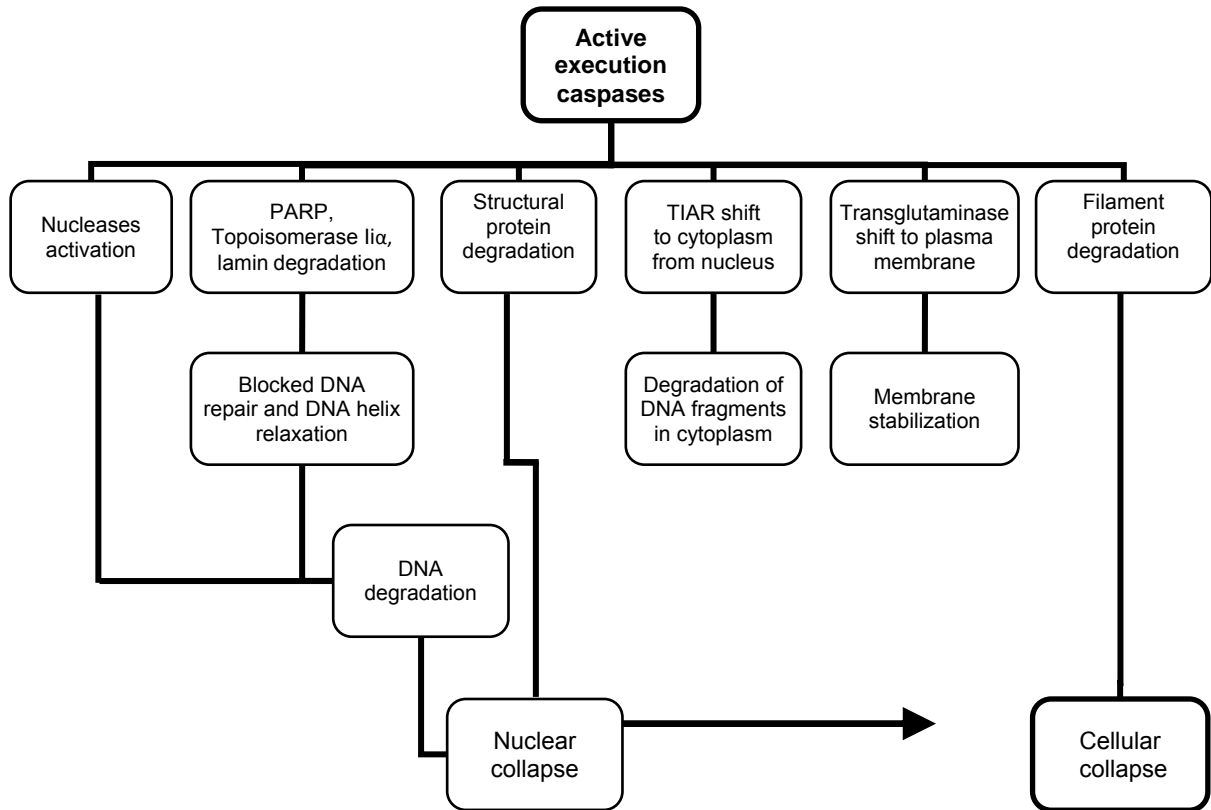 Active
execution
caspases
Nucleases
activation
PARP,
Topoisomerase Iiα,
lamin degradation
Structural
protein
degradation
TIAR shift
to cytoplasm
from nucleus
Transglutaminase
shift to plasma
membrane
Filament
protein
degradation
Blocked DNA
repair and DNA helix
relaxation
Degradation of
DNA fragments
in cytoplasm
Membrane
stabilization
DNA
degradation
Nuclear
collapse
Cellular
collapse